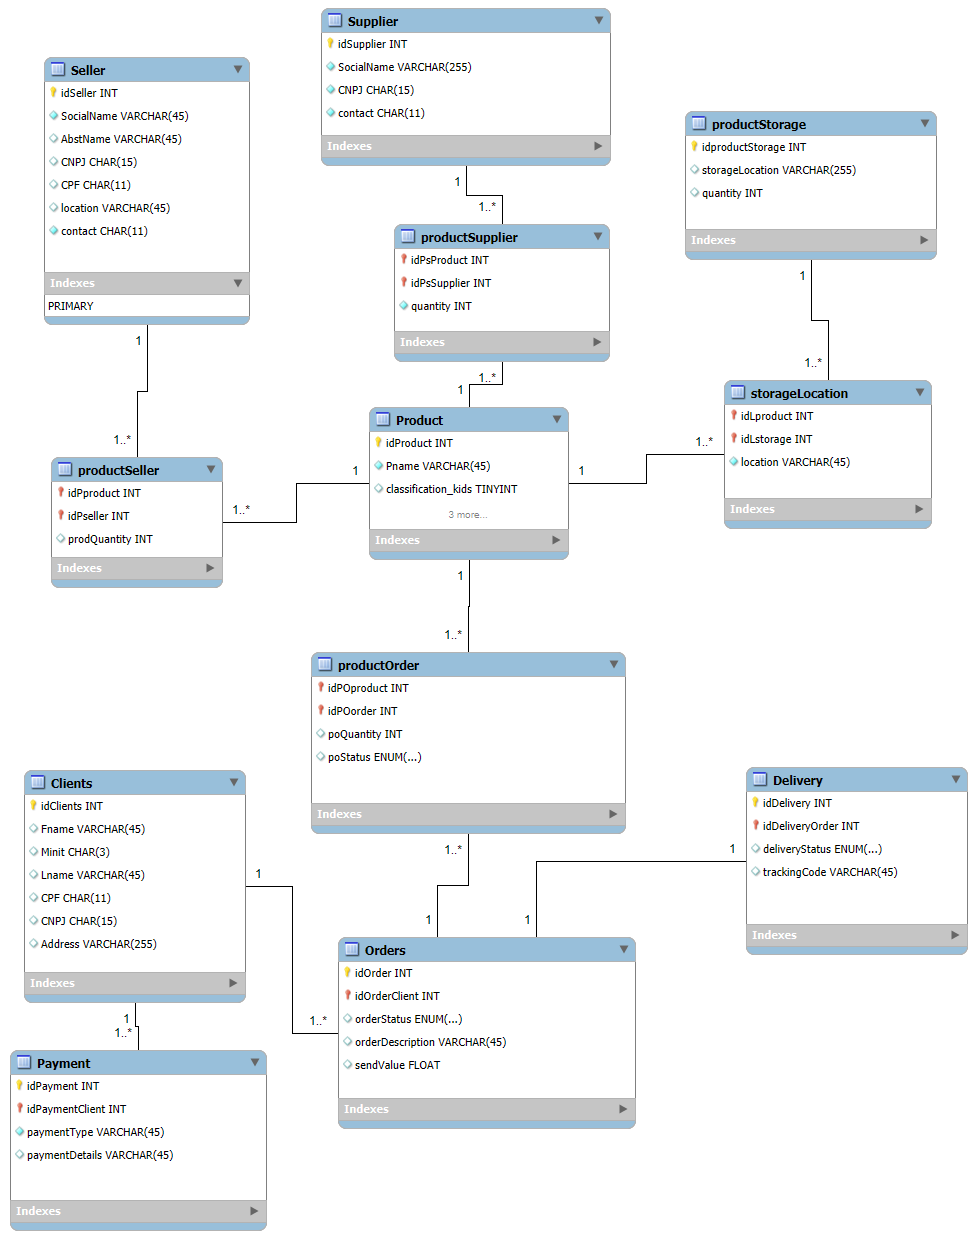 Supplier
idSupplier INT
SocialName VARCHAR(255)
CNPJ CHAR(15)
contact CHAR(11)
Indexes
1
1..*
Seller
idSeller INT
SocialName VARCHAR(45)
AbstName VARCHAR(45)
CNPJ CHAR(15)
CPF CHAR(11)
location VARCHAR(45)
contact CHAR(11)
Indexes
PRIMARY
1
1..*
productStorage
idproductStorage INT
storageLocation VARCHAR(255)
quantity INT
Indexes
1
1..*
productSupplier
idPsProduct INT
idPsSupplier INT
quantity INT
Indexes
1..*
1
storageLocation
idLproduct INT
idLstorage INT
location VARCHAR(45)
Indexes
1..*
1
Product
idProduct INT
Pname VARCHAR(45)
classification_kids TINYINT
3 more...
Indexes
1
1..*
productSeller
idPproduct INT
idPseller INT
prodQuantity INT
Indexes
1
1..*
productOrder
idPOproduct INT
idPOorder INT
poQuantity INT
poStatus ENUM(...)
Indexes
1..*
1
Clients
idClients INT
Fname VARCHAR(45)
Minit CHAR(3)
Lname VARCHAR(45)
CPF CHAR(11)
CNPJ CHAR(15)
Address VARCHAR(255)
Indexes
1
1..*
1
1..*
Delivery
idDelivery INT
idDeliveryOrder INT
deliveryStatus ENUM(...)
trackingCode VARCHAR(45)
Indexes
1
1
Orders
idOrder INT
idOrderClient INT
orderStatus ENUM(...)
orderDescription VARCHAR(45)
sendValue FLOAT
Indexes
Payment
idPayment INT
idPaymentClient INT
paymentType VARCHAR(45)
paymentDetails VARCHAR(45)
Indexes